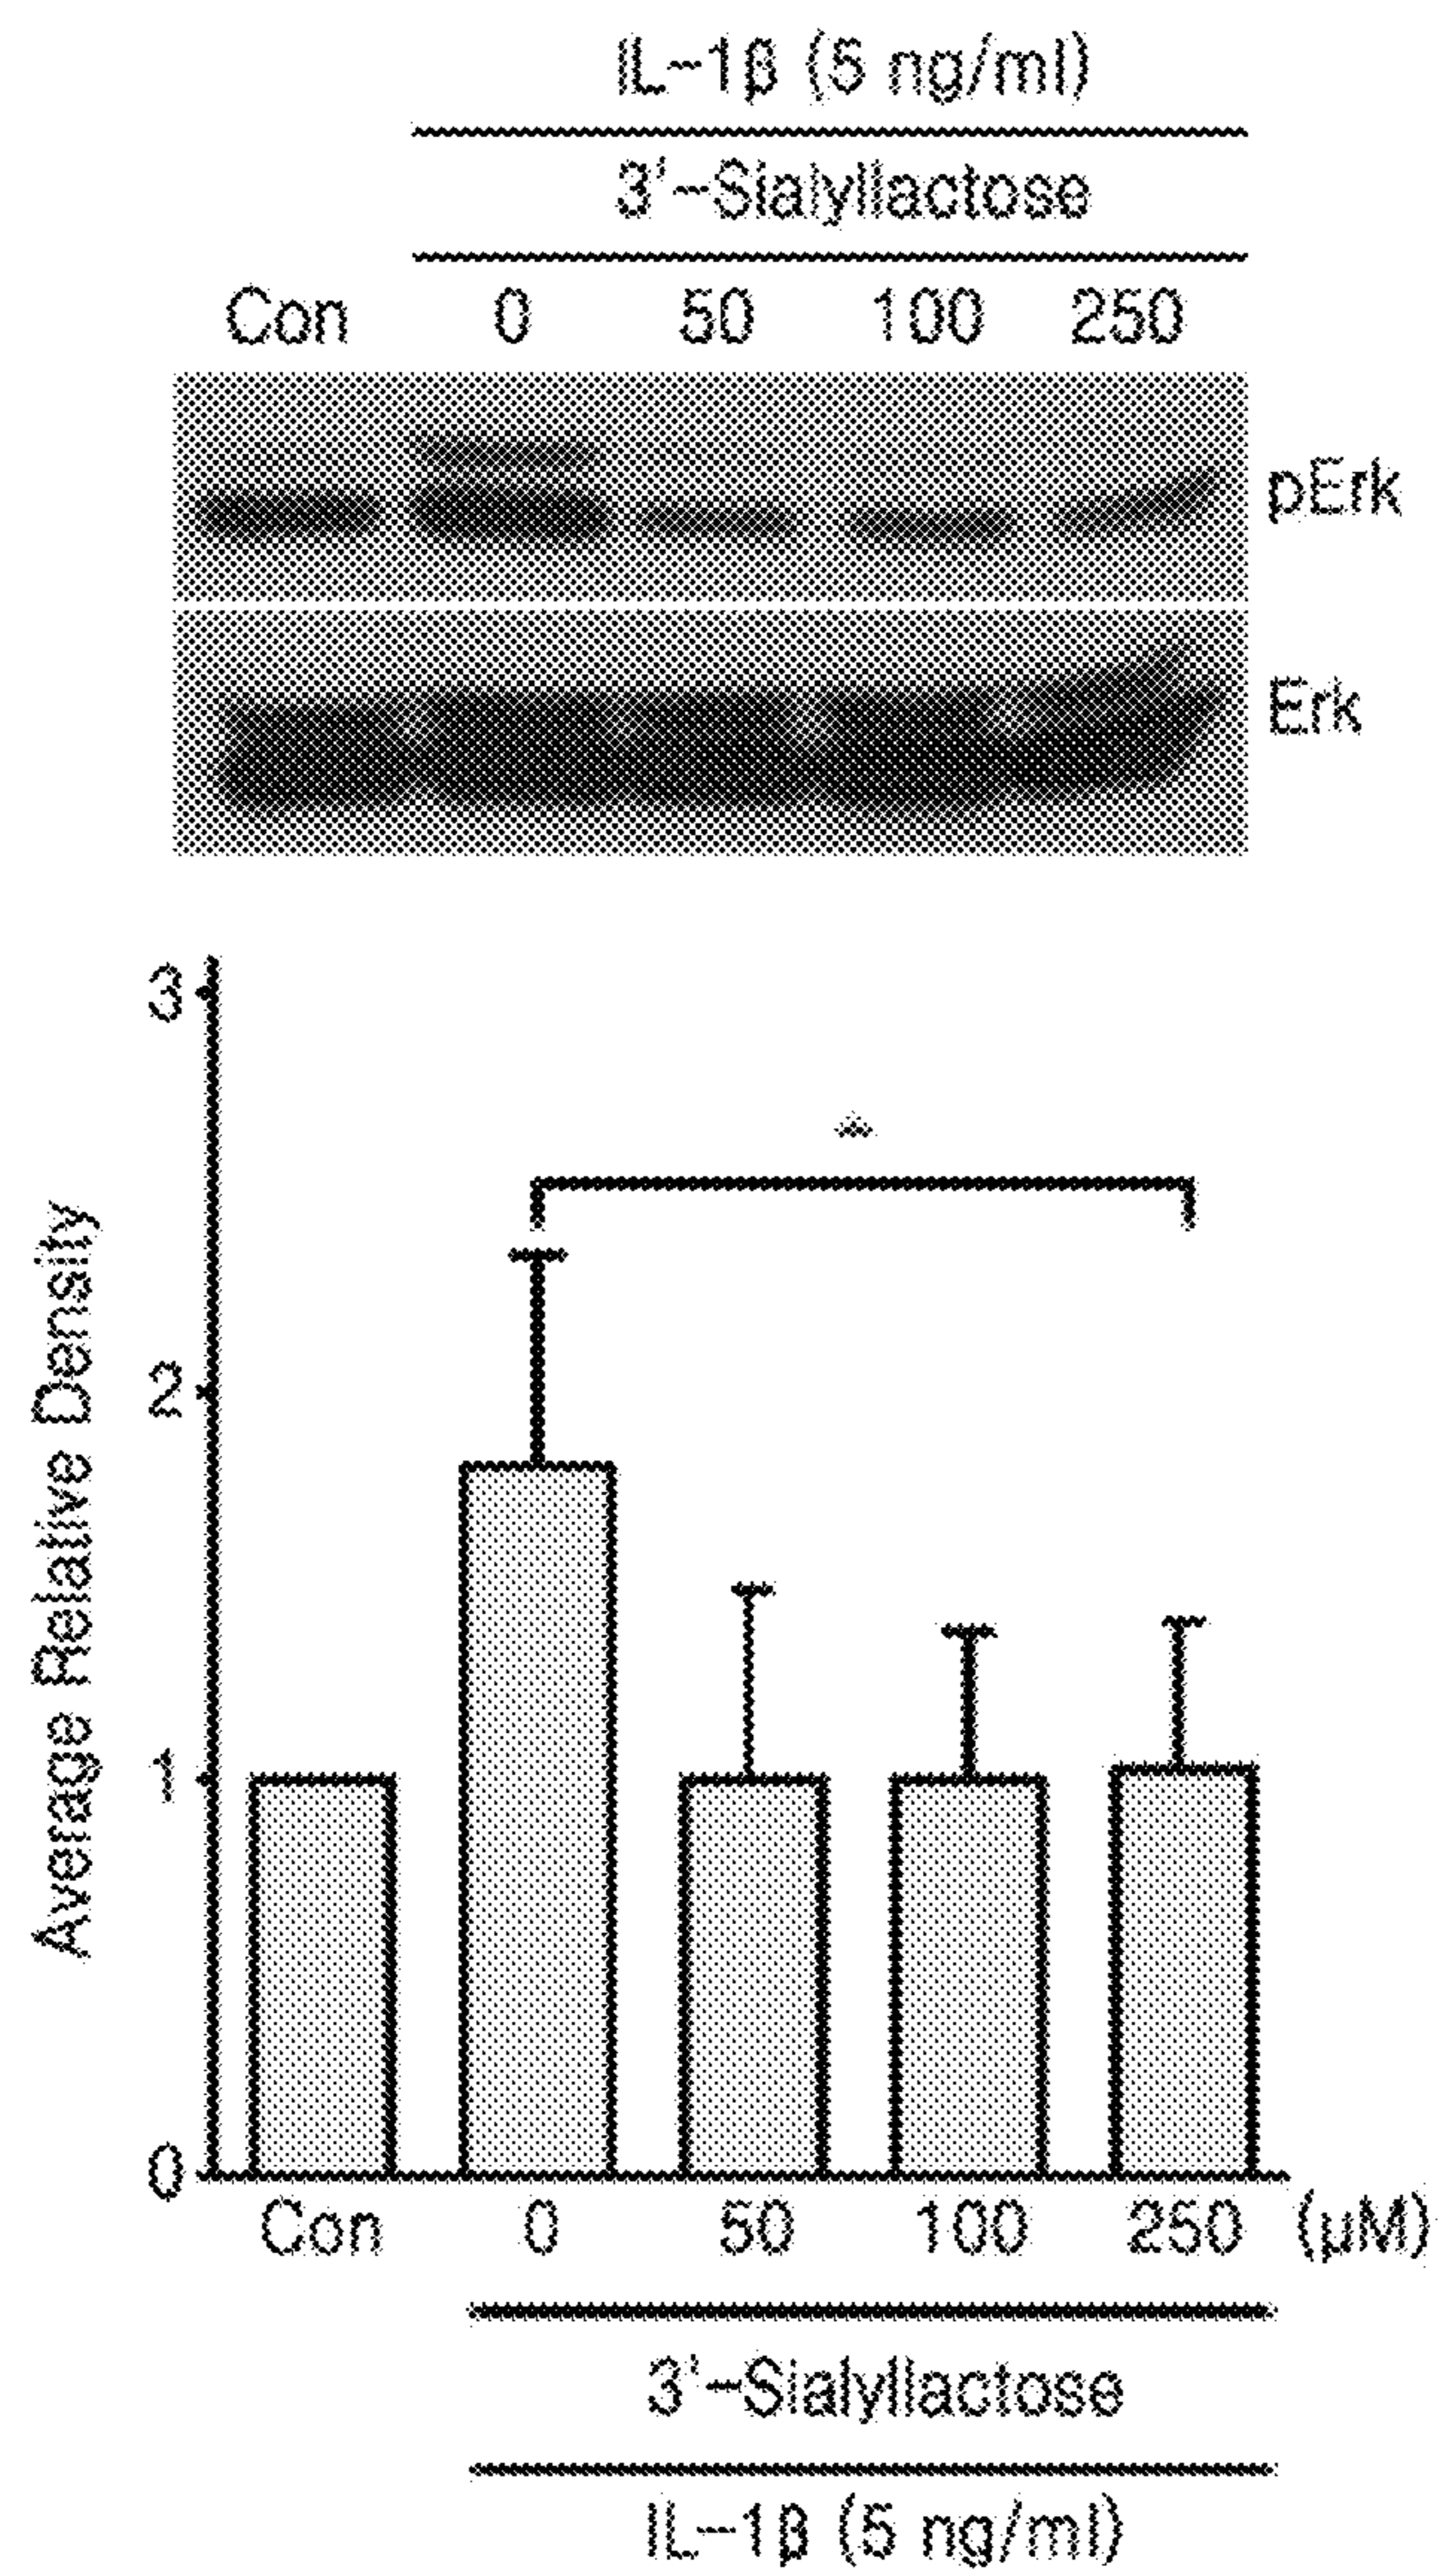 IL-1β (5 ng/ml)
3'-Sialyllactose
Con 0 50 100 250
pErk
Erk
Average Relative Density
3
*
2
1
0
Con 0 50 100 250 (μM)
3'-Sialyllactose
IL-1β (5 ng/ml)